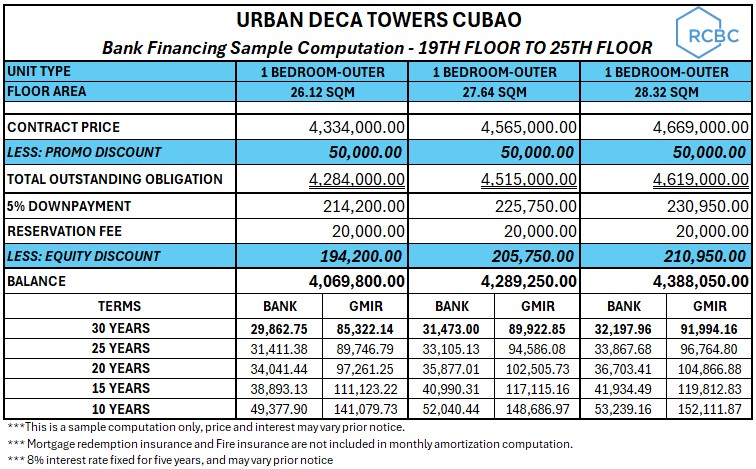 URBAN DECA TOWERS CUBAO
Bank Financing Sample Computation - 19TH FLOOR TO 25TH FLOOR
RCBC
UNIT TYPE 1 BEDROOM-OUTER 1 BEDROOM-OUTER 1 BEDROOM-OUTER
FLOOR AREA 26.12 SQM 27.64 SQM 28.32 SQM
CONTRACT PRICE 4,334,000.00 4,565,000.00 4,669,000.00
LESS: PROMO DISCOUNT 50,000.00 50,000.00 50,000.00
TOTAL OUTSTANDING OBLIGATION 4,284,000.00 4,515,000.00 4,619,000.00
5% DOWNPAYMENT 214,200.00 225,750.00 230,950.00
RESERVATION FEE 20,000.00 20,000.00 20,000.00
LESS: EQUITY DISCOUNT 194,200.00 205,750.00 210,950.00
BALANCE 4,069,800.00 4,289,250.00 4,388,050.00
TERMS BANK GMIR BANK GMIR BANK GMIR
30 YEARS 29,862.75 85,322.14 31,473.00 89,922.85 32,197.96 91,994.16
25 YEARS 31,411.38 89,746.79 33,105.13 94,586.08 33,867.68 96,764.80
20 YEARS 34,041.44 97,261.25 35,877.01 102,505.73 36,703.41 104,866.88
15 YEARS 38,893.13 111,123.22 40,990.31 117,115.16 41,934.49 119,812.83
10 YEARS 49,377.90 141,079.73 52,040.44 148,686.97 53,239.16 152,111.87
***This is a sample computation only, price and interest may vary prior notice.
*** Mortgage redemption insurance and Fire insurance are not included in monthly amortization computation.
*** 8% interest rate fixed for five years, and may vary prior notice